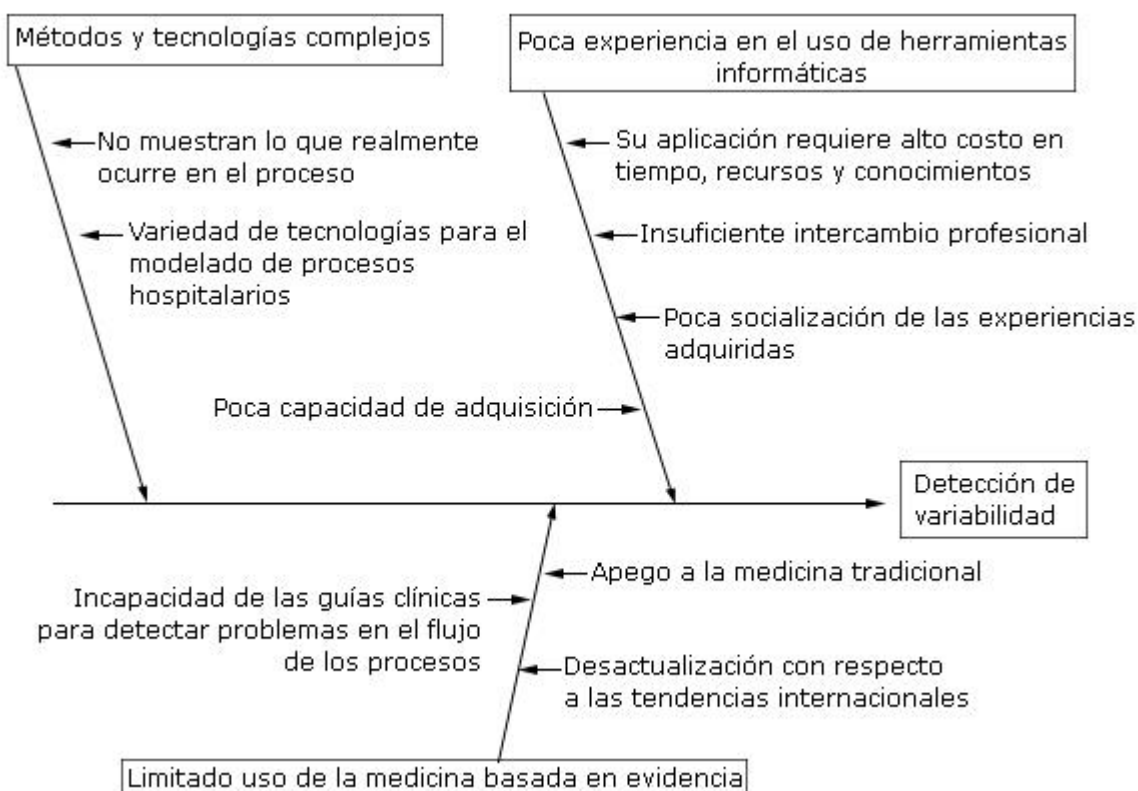 Métodos y tecnologías complejos
Poca experiencia en el uso de herramientas
informáticas
No muestran lo que realmente
ocurre en el proceso
Variedad de tecnologías para el
modelado de procesos
hospitalarios
Su aplicación requiere alto costo en
tiempo, recursos y conocimientos
Insuficiente intercambio profesional
Poca socialización de las experiencias
adquiridas
Poca capacidad de adquisición
Detección de
variabilidad
Apego a la medicina tradicional
Incapacidad de las guías clínicas
para detectar problemas en el flujo
de los procesos
Desactualización con respecto
a las tendencias internacionales
Limitado uso de la medicina basada en evidencia